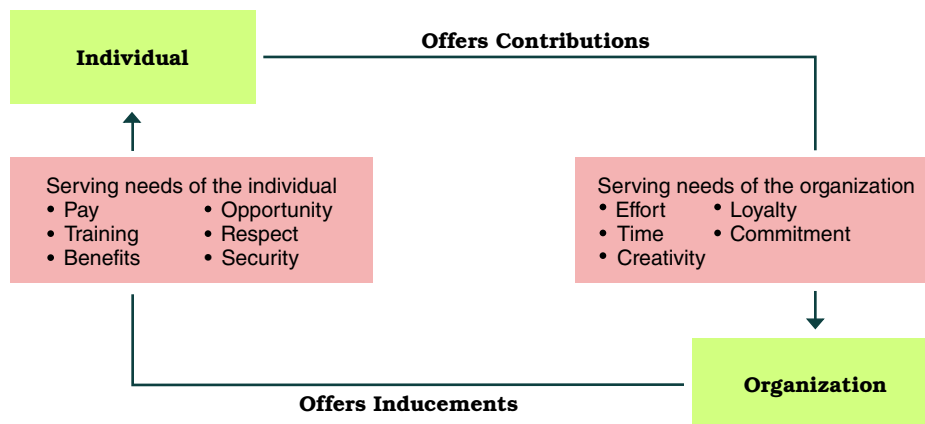 Offers Contributions
Individual
Serving needs of the individual
• Pay • Opportunity
• Training • Respect
• Benefits • Security
Serving needs of the organization
• Effort • Loyalty
• Time • Commitment
• Creativity
Organization
Offers Inducements